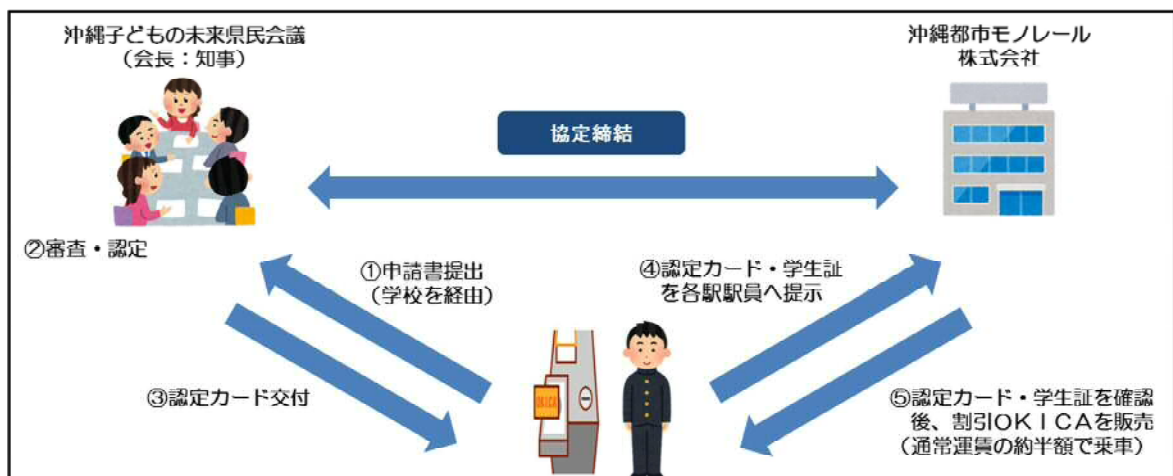 沖縄子どもの未来県民会議
（会長：知事）
沖縄都市モノレール
株式会社
協定締結
②審査・認定
①申請書提出
（学校を経由）
④認定カード・学生証
を各駅駅員へ提示
③認定カード交付
OKICA
⑤認定カード・学生証を確認
後、割引ＯＫＩＣＡを販売
（通常運賃の約半額で乗車）